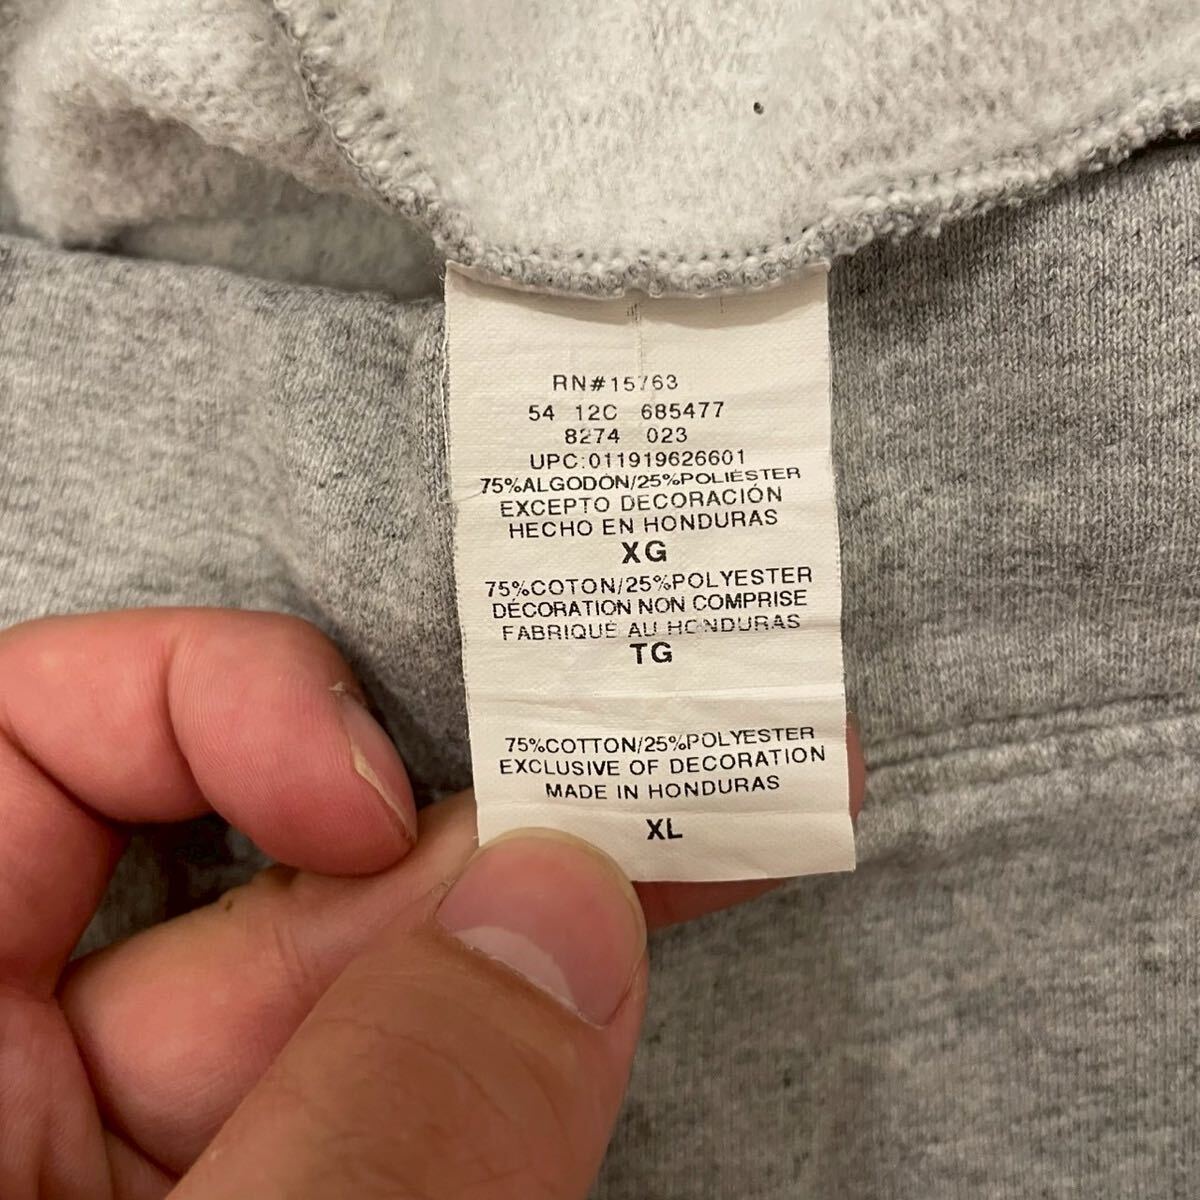 RN#15763
54 12C 685477
8274 023
UPC:011919626601
75%ALGODÓN/25%POLIÉSTER
EXCEPTO DECORACIÓN
HECHO EN HONDURAS
XG
75%COTON/25%POLYESTER
DÉCORATION NON COMPRISE
FABRIQUÉ AU HONDURAS
TG
75%COTTON/25%POLYESTER
EXCLUSIVE OF DECORATION
MADE IN HONDURAS
XL